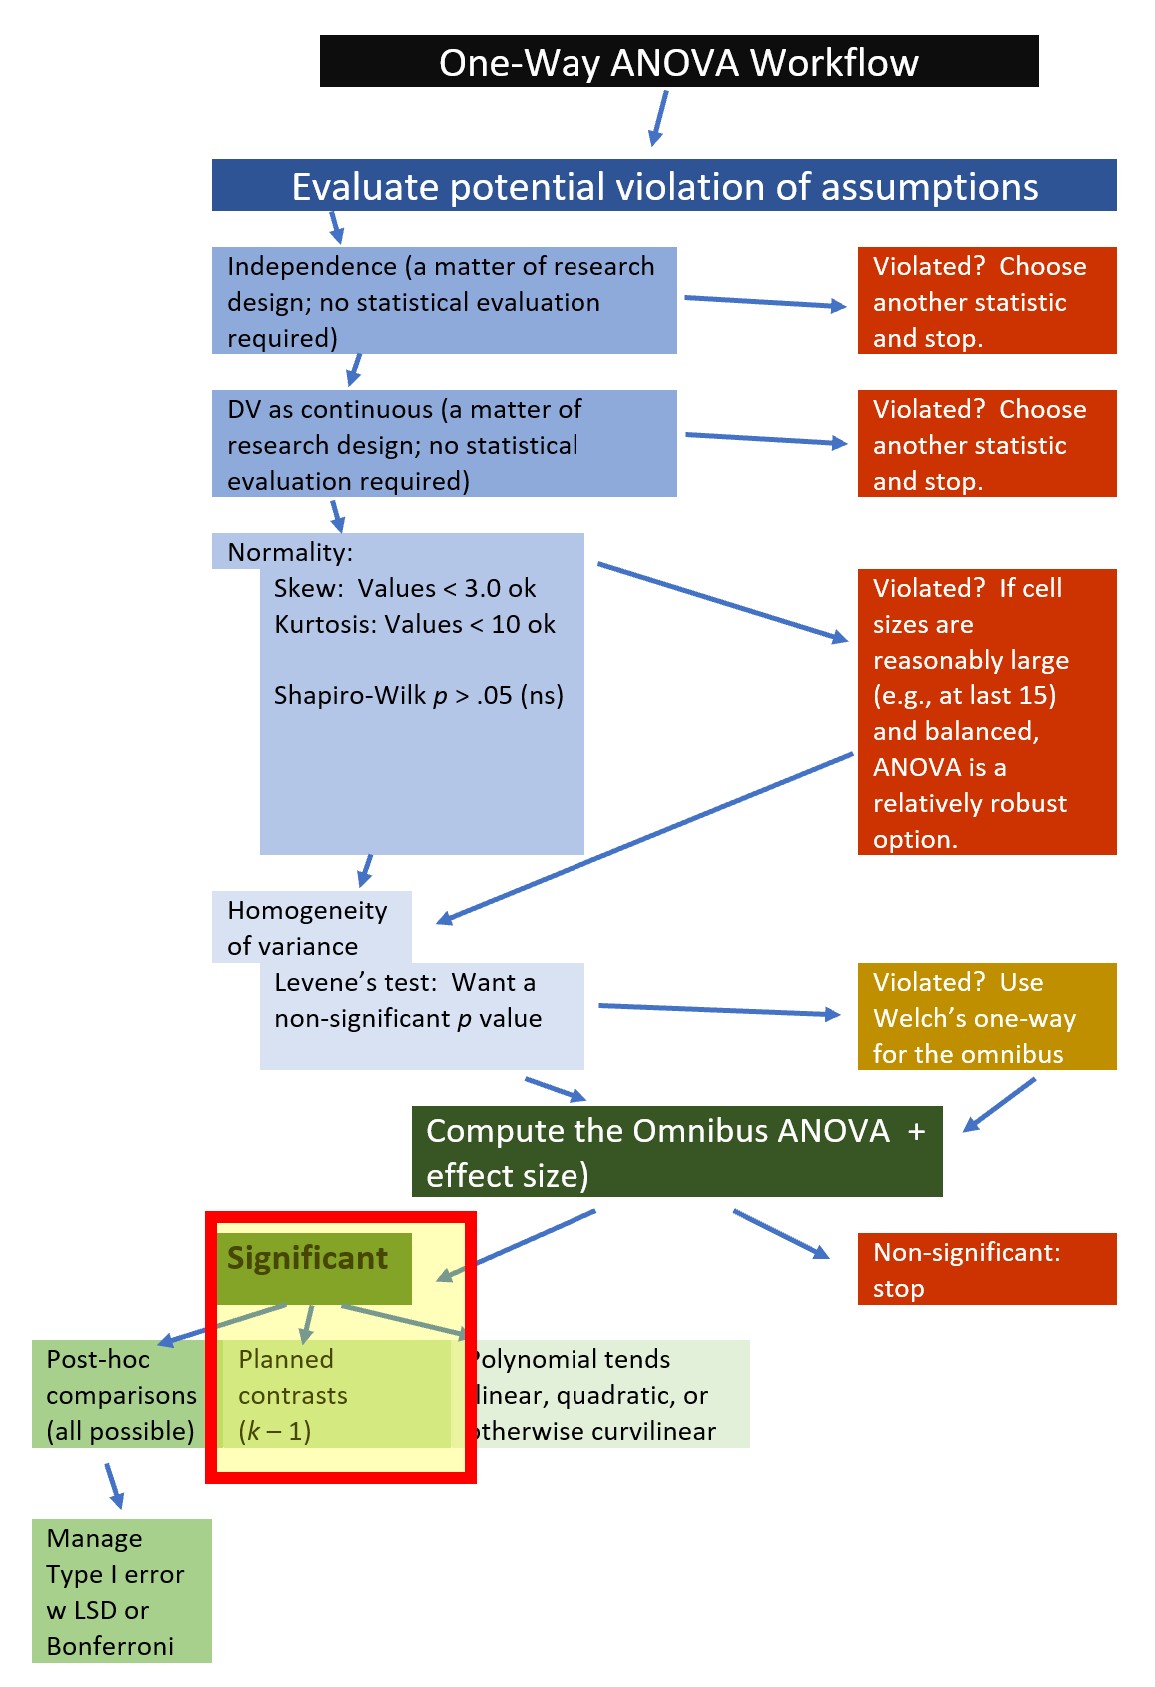 One-Way ANOVA Workflow
Evaluate potential violation of assumptions
Independence (a matter of research
design; no statistical evaluation
required)
Violated?  Choose
another statistic
and stop.
DV as continuous (a matter of
research design; no statistical
evaluation required)
Violated?  Choose
another statistic
and stop.
Normality:
Skew:  Values < 3.0 ok
Kurtosis: Values < 10 ok
Shapiro-Wilk p > .05 (ns)
Violated?  If cell
sizes are
reasonably large
(e.g., at last 15)
and balanced,
ANOVA is a
relatively robust
option.
Homogeneity
of variance
Levene’s test:  Want a
non-significant p value
Violated?  Use
Welch’s one-way
for the omnibus
Compute the Omnibus ANOVA  +
effect size)
Significant
Non-significant:
stop
Post-hoc
comparisons
(all possible)
Planned
contrasts
(k – 1)
Polynomial tends
linear, quadratic, or
otherwise curvilinear
Manage
Type I error
w LSD or
Bonferroni